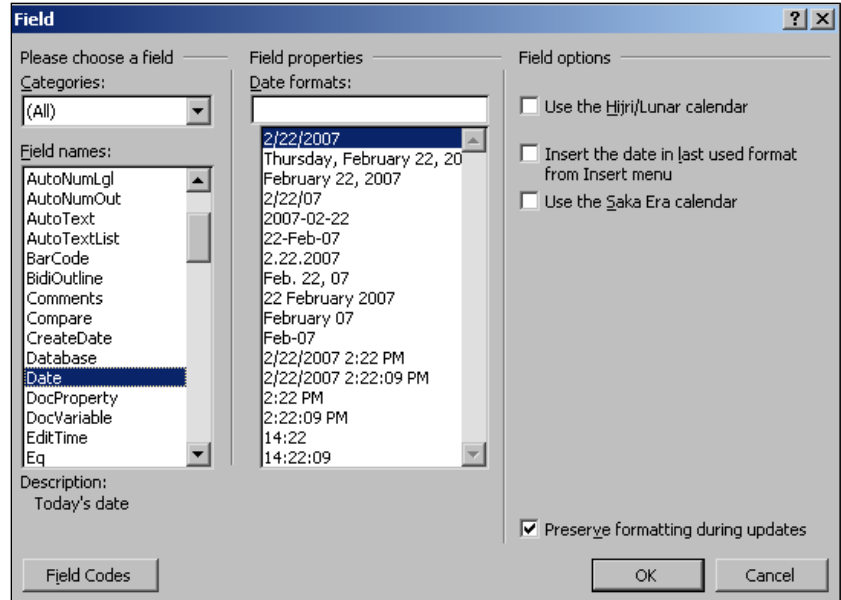 Field
Please choose a field
Categories:
(All)
Field names:
AutoNumLgl
AutoNumOut
AutoText
AutoTextList
BarCode
BidiOutline
Comments
Compare
CreateDate
Database
Date
DocProperty
DocVariable
EditTime
Eq
Description:
Today's date
Field Codes
Field properties
Date formats:
2/22/2007
Thursday, February 22, 20
February 22, 2007
2/22/07
2007-02-22
22-Feb-07
2.22.2007
Feb. 22, 07
22 February 2007
February 07
Feb-07
2/22/2007 2:22 PM
2/22/2007 2:22:09 PM
2:22 PM
2:22:09 PM
14:22
14:22:09
Field options
Use the Hijri/Lunar calendar
Insert the date in last used format
from Insert menu
Use the Saka Era calendar
Preserve formatting during updates
OK
Cancel